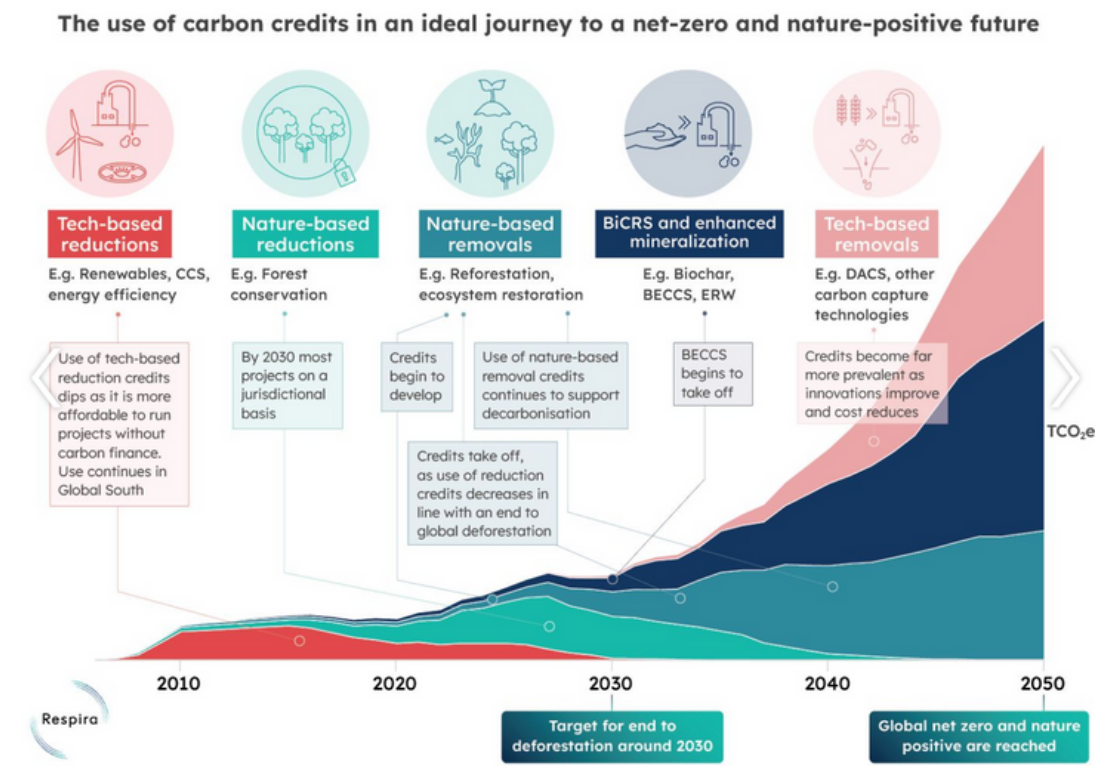 The use of carbon credits in an ideal journey to a net-zero and nature-positive future
Tech-based
reductions
Nature-based
reductions
Nature-based
removals
BiCRS and enhanced
mineralization
Tech-based
removals
E.g. Renewables, CCS,
energy efficiency
E.g. Forest
conservation
E.g. Reforestation,
ecosystem restoration
E.g. Biochar,
BECCS, ERW
E.g. DACS, other
carbon capture
technologies
Use of tech-based
reduction credits
dips as it is more
affordable to run
projects without
carbon finance.
Use continues in
Global South
By 2030 most
projects on a
jurisdictional
basis
Credits
begin to
develop
Use of nature-based
removal credits
continues to support
decarbonisation
Credits take off,
as use of reduction
credits decreases in
line with an end to
global deforestation
BECCS
begins to
take off
Credits become far
more prevalent as
innovations improve
and cost reduces
TCO₂e
2010
2020
2030
2040
2050
Respira
Target for end to
deforestation around 2030
Global net zero and nature
positive are reached